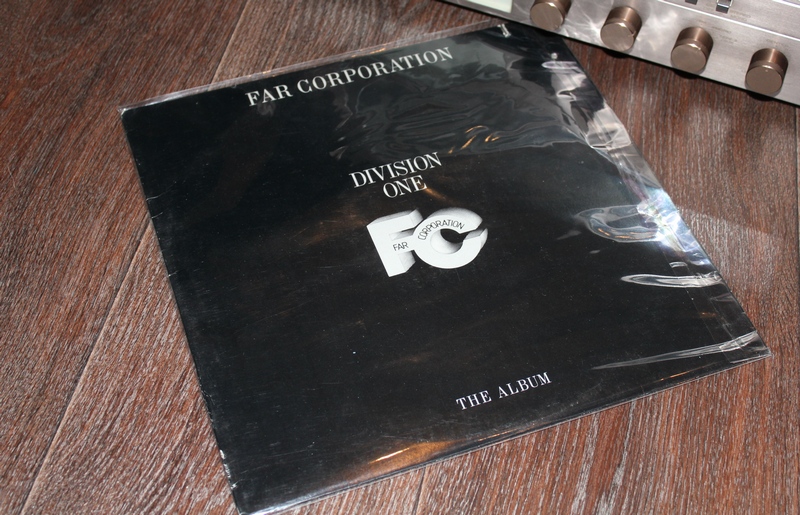 FAR CORPORATION
DIVISION
ONE
FC
FAR CORPORATION
THE ALBUM